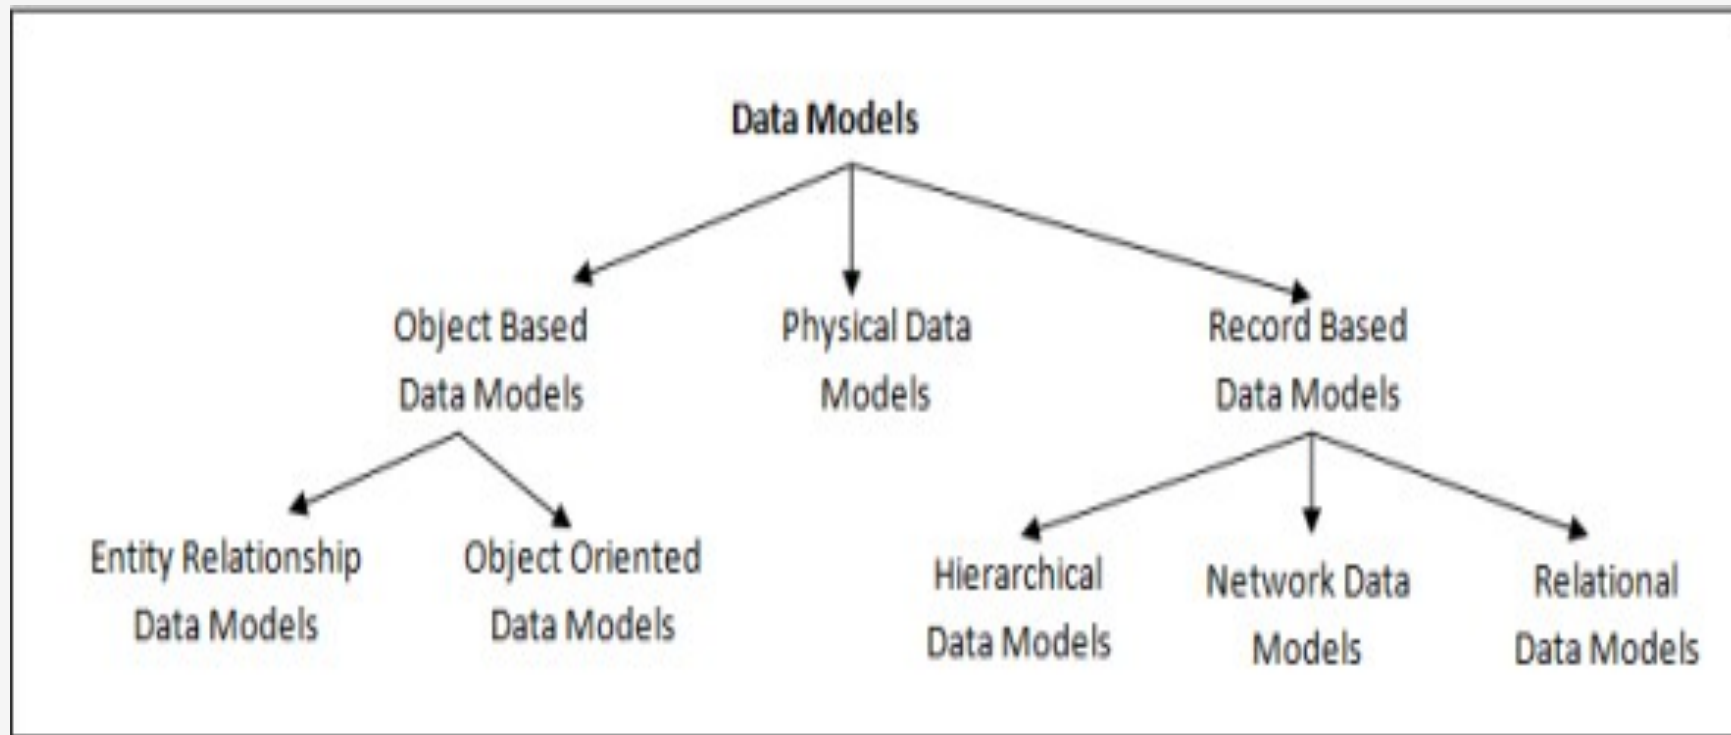 Data Models
Object Based
Data Models
Physical Data
Models
Record Based
Data Models
Entity Relationship
Data Models
Object Oriented
Data Models
Hierarchical
Data Models
Network Data
Models
Relational
Data Models